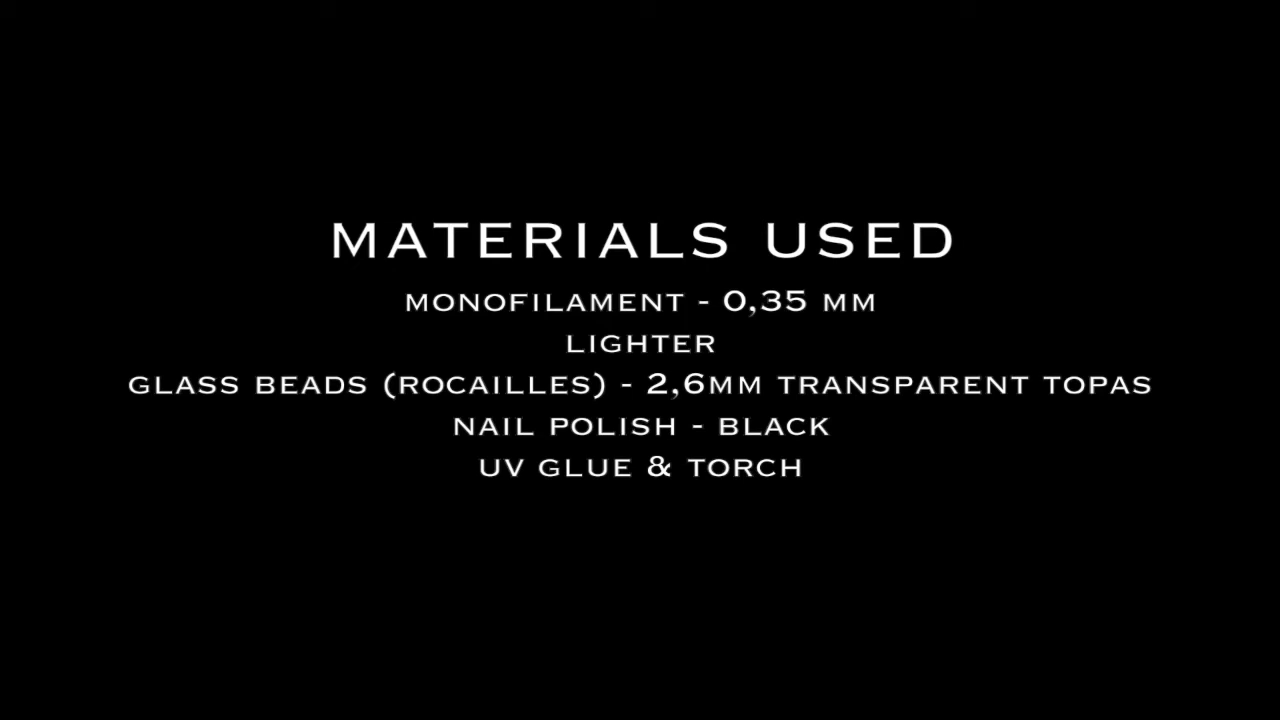 MATERIALS USED
MONOFILAMENT - 0,35 MM
LIGHTER
GLASS BEADS (ROCAILLES) - 2,6MM TRANSPARENT TOPAS
NAIL POLISH - BLACK
UV GLUE & TORCH